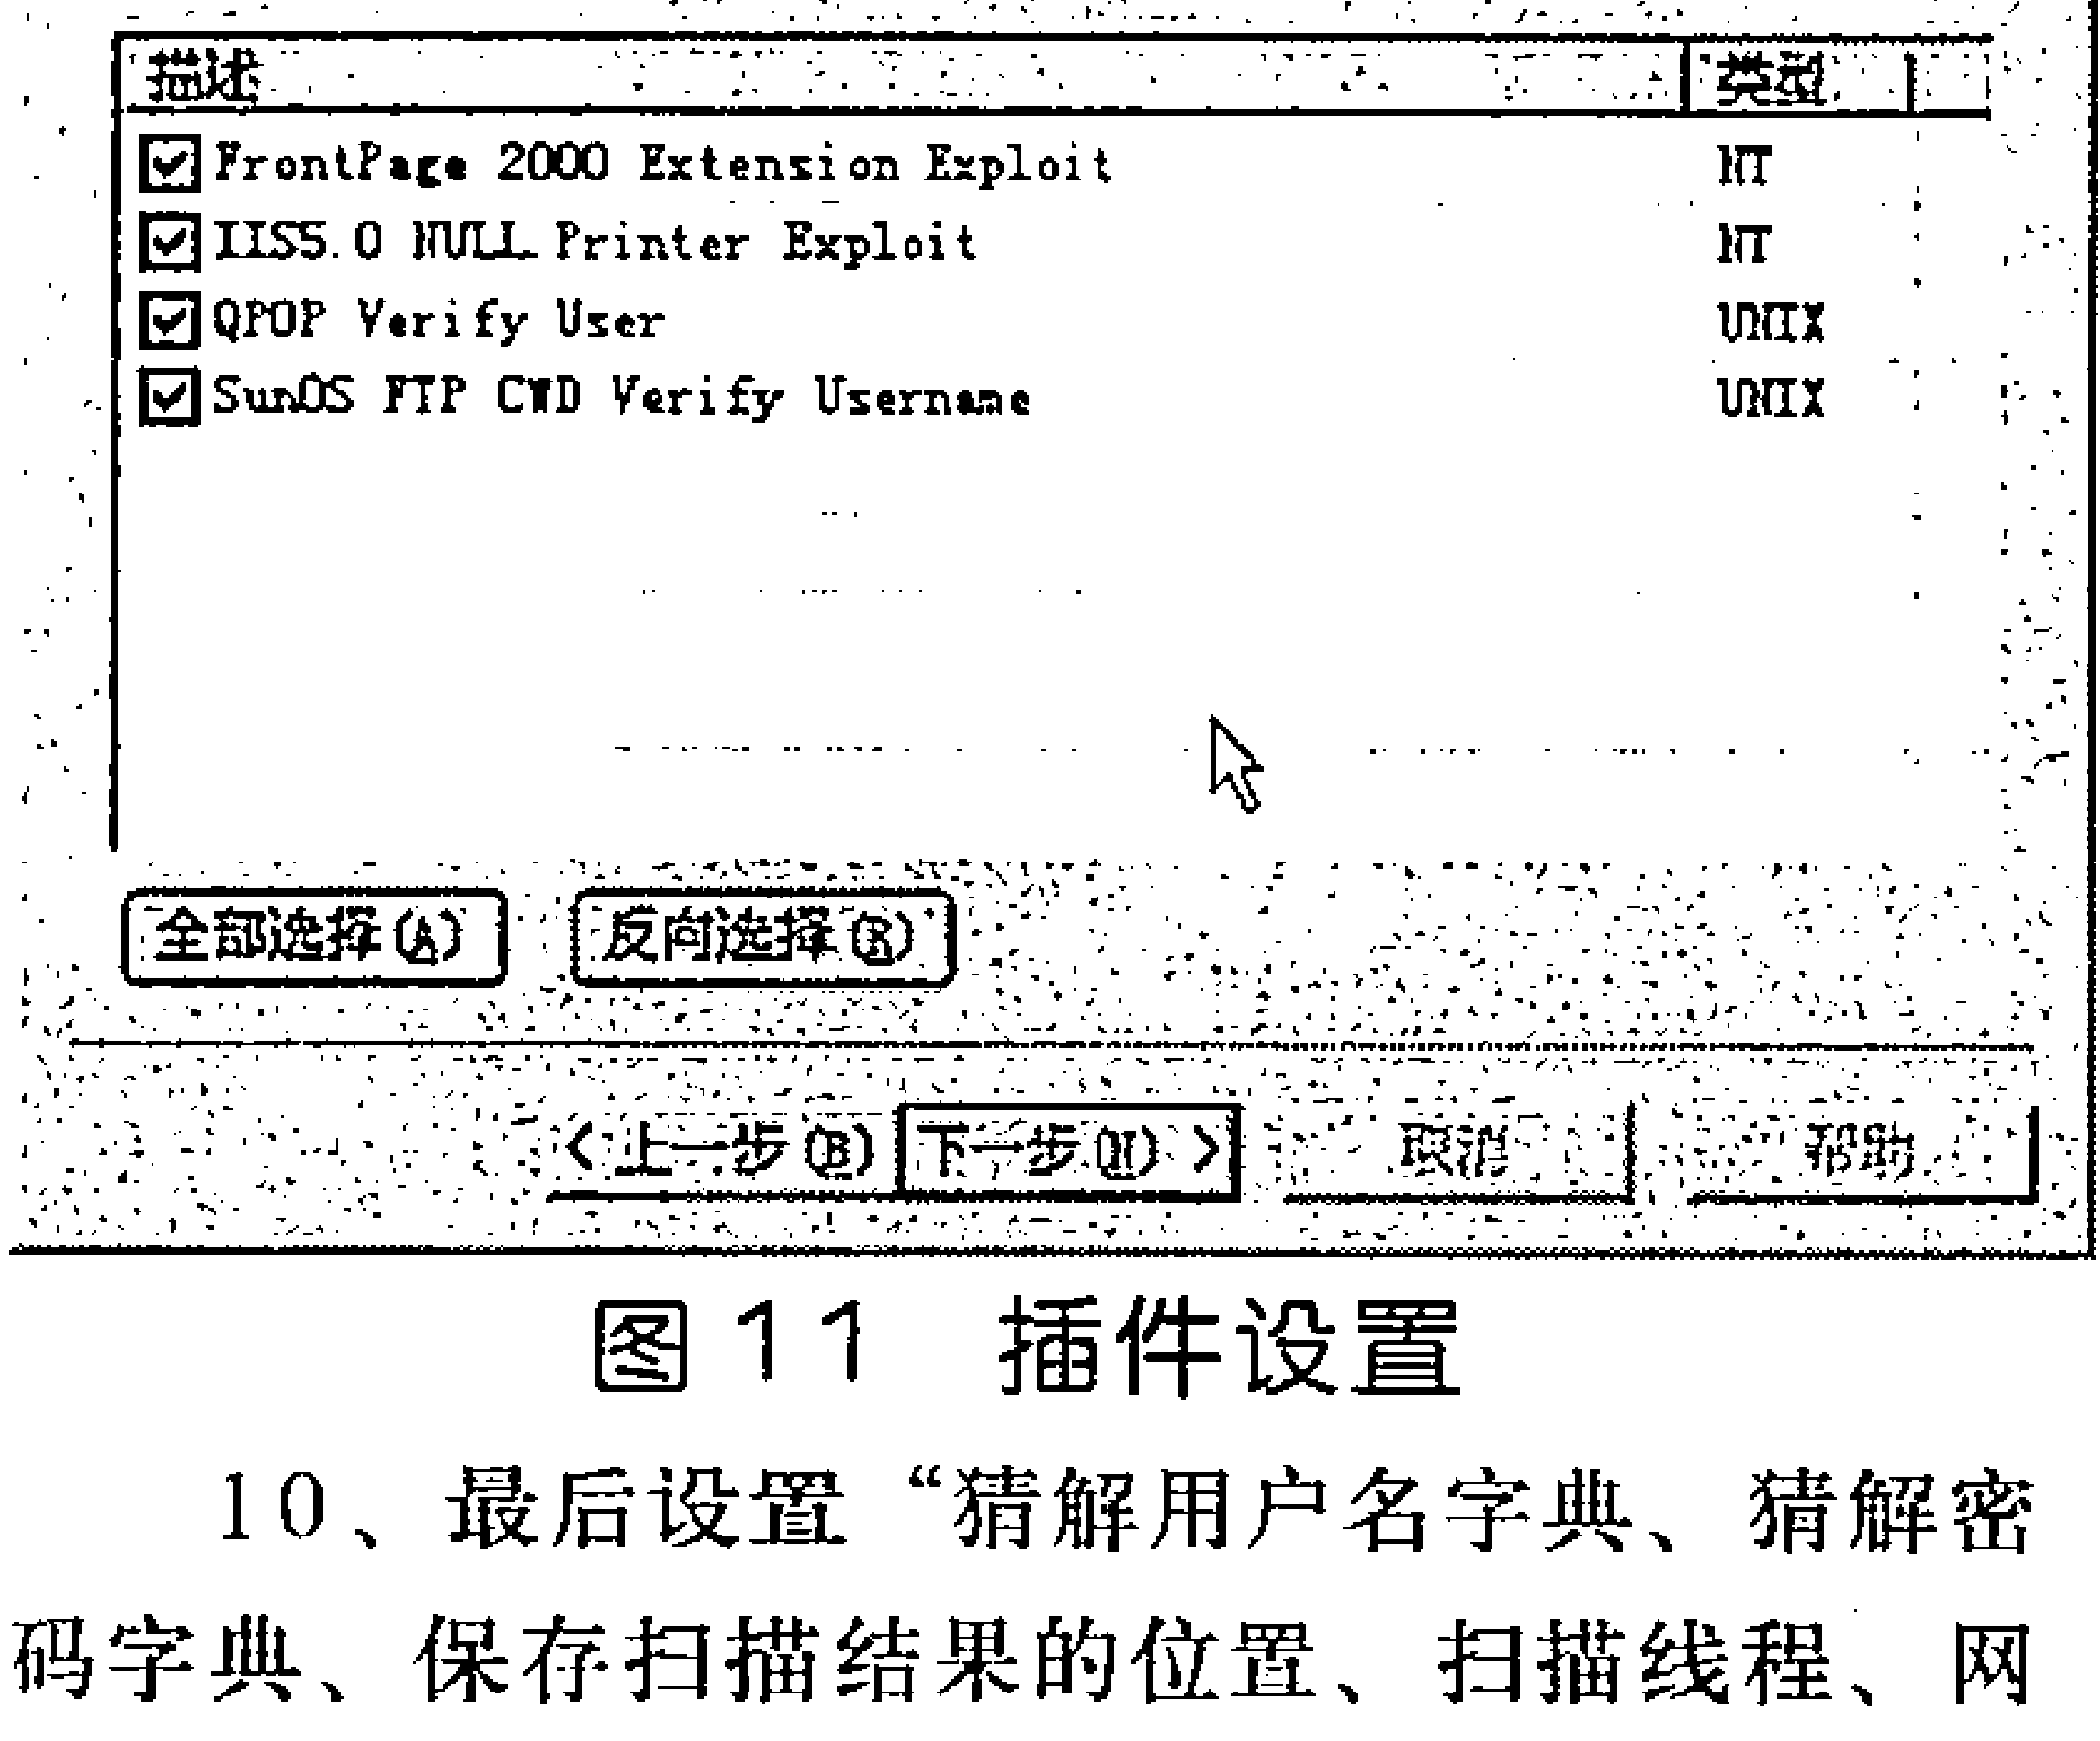 描述 类型
FrontPage 2000 Extension Exploit NT
IIS5.0 NULL Printer Exploit NT
QPOP Verify User UNIX
SunOS FTP CWD Verify Username UNIX
全部选择(A) 反向选择(R)
<上一步(B) 下一步(N)> 取消 帮助
图11 插件设置
10、最后设置“猜解用户名字典、猜解密
码字典、保存扫描结果的位置、扫描线程、网